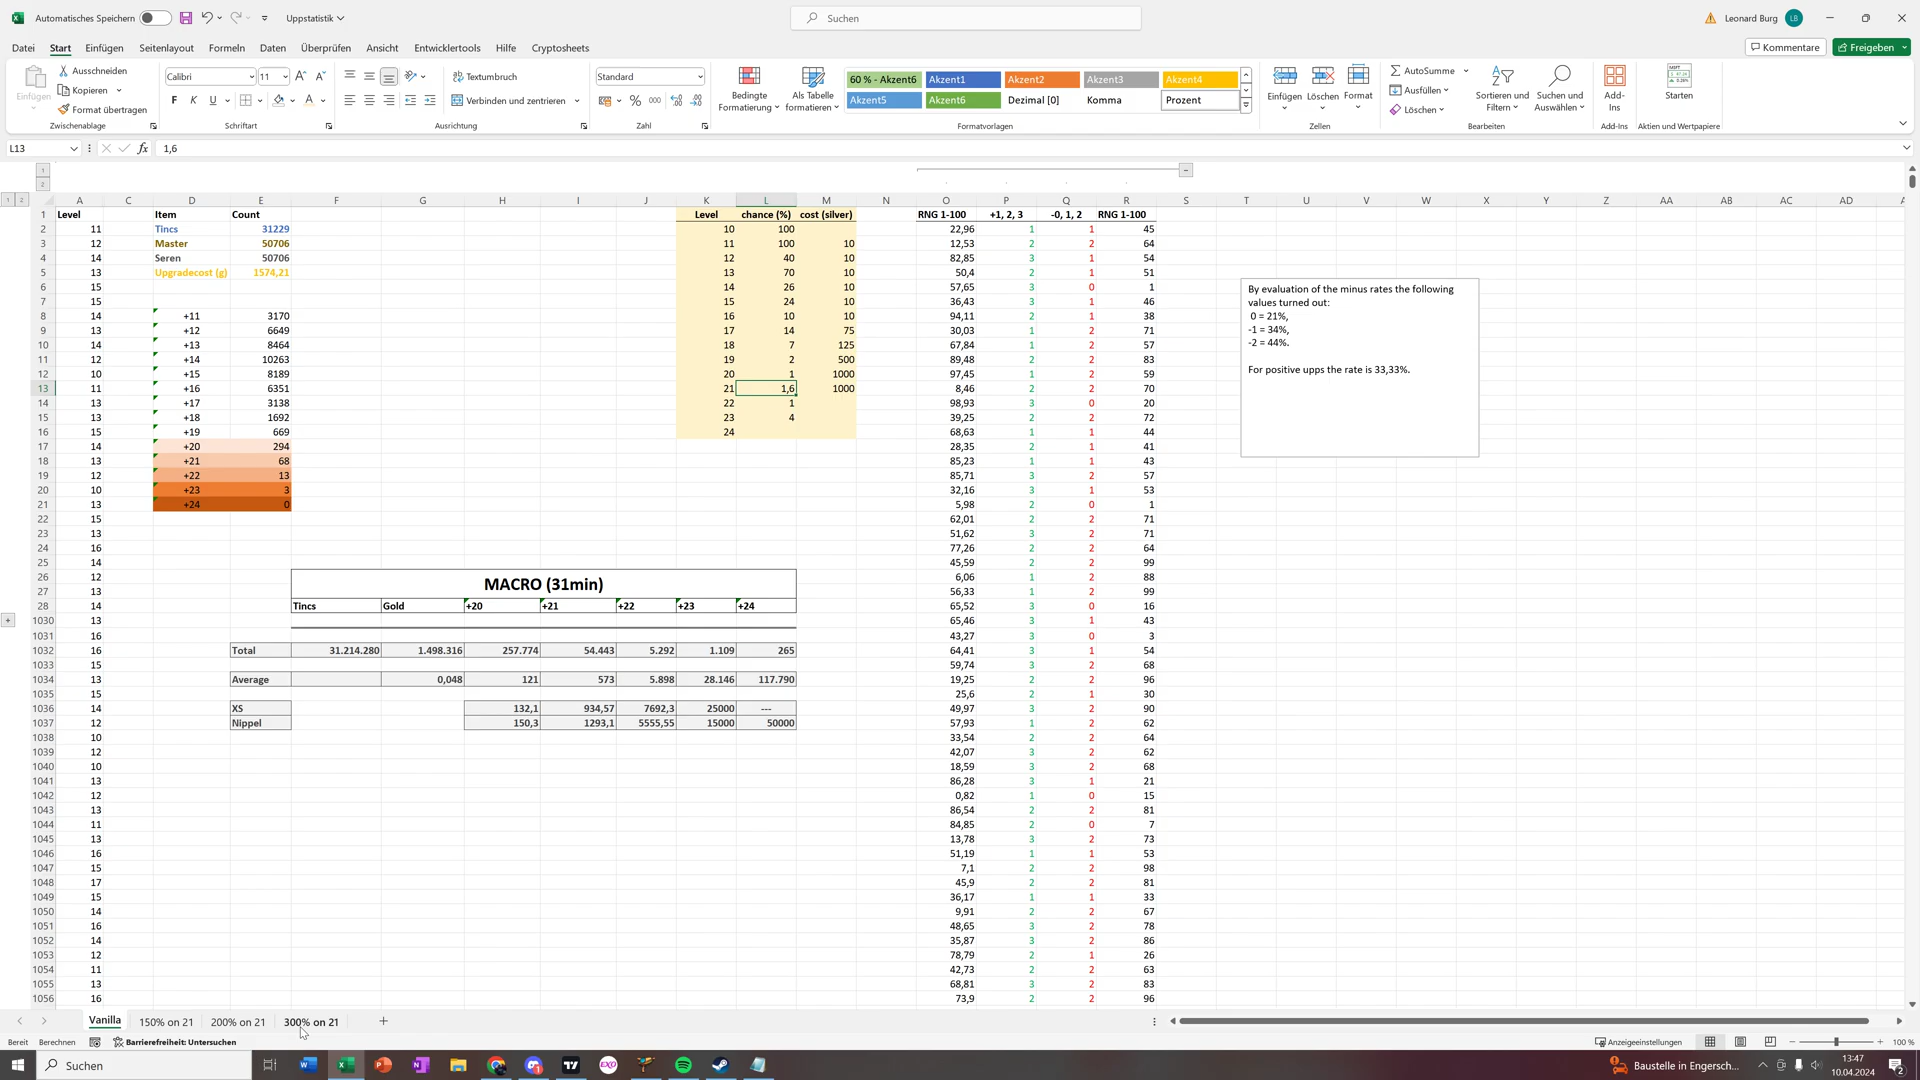 Automatisches Speichern
Uppstatistik
Suchen
Leonard Burg
LB
Datei Start Einfügen Seitenlayout Formeln Daten Überprüfen Ansicht Entwicklertools Hilfe Cryptosheets
Kommentare
Freigeben
Einfügen
Ausschneiden
Kopieren
Format übertragen
Zwischenablage
Calibri 11
F K U
Schriftart
Textumbruch
Verbinden und zentrieren
Ausrichtung
Standard
% 000
Zahl
Bedingte Formatierung
Als Tabelle formatieren
60 % - Akzent6 Akzent1 Akzent2 Akzent3 Akzent4
Akzent5 Akzent6 Dezimal [0] Komma Prozent
Formatvorlagen
Einfügen Löschen Format
Zellen
AutoSumme
Ausfüllen
Löschen
Sortieren und Filtern
Suchen und Auswählen
Bearbeiten
Add-Ins
Add-Ins
Starten
Aktien und Wertpapiere
L13 fx 1,6
1
2
1 2
A C D E F G H I J K L M N O P Q R S T U V W X Y Z AA AB AC AD
1 Level Item Count Level chance (%) cost (silver) RNG 1-100 +1, 2, 3 -0, 1, 2 RNG 1-100
2 11 Tincs 31229 10 100 22,96 1 1 45
3 12 Master 50706 11 100 10 12,53 2 2 64
4 14 Seren 50706 12 40 10 82,85 3 1 54
5 13 Upgradecost (g) 1574,21 13 70 10 50,4 2 1 51
6 15 14 26 10 57,65 3 0 1
7 15 15 24 10 36,43 3 1 46
8 14 +11 3170 16 10 10 94,11 2 1 38
9 13 +12 6649 17 14 75 30,03 1 2 71
10 14 +13 8464 18 7 125 67,84 1 2 57
11 12 +14 10263 19 2 500 89,48 2 2 83
12 10 +15 8189 20 1 1000 97,45 1 2 59
13 11 +16 6351 21 1,6 1000 8,46 2 2 70
14 13 +17 3138 22 1 98,93 3 0 20
15 13 +18 1692 23 4 39,25 2 2 72
16 15 +19 669 24 68,63 1 1 44
17 14 +20 294 28,35 2 1 41
18 13 +21 68 85,23 1 1 43
19 12 +22 13 85,71 3 2 57
20 10 +23 3 32,16 3 1 53
21 13 +24 0 5,98 2 0 1
22 15 62,01 2 2 71
23 13 51,62 3 2 71
24 16 77,26 2 2 64
25 14 45,59 2 2 99
26 12 MACRO (31min) 6,06 1 2 88
27 13 56,33 1 2 99
28 14 Tincs Gold +20 +21 +22 +23 +24 65,52 3 0 16
1030 13 65,46 3 1 43
1031 16 43,27 3 0 3
1032 16 Total 31.214.280 1.498.316 257.774 54.443 5.292 1.109 265 64,41 3 1 54
1033 15 59,74 3 2 68
1034 13 Average 0,048 121 573 5.898 28.146 117.790 19,25 2 2 96
1035 15 25,6 2 1 30
1036 14 XS 132,1 934,57 7692,3 25000 --- 49,97 3 2 90
1037 12 Nippel 150,3 1293,1 5555,55 15000 50000 57,93 1 2 62
1038 10 33,54 2 2 64
1039 12 42,07 3 2 62
1040 10 18,59 3 2 68
1041 13 86,28 3 1 21
1042 12 0,82 1 0 15
1043 13 86,54 2 2 81
1044 11 84,85 2 0 7
1045 13 13,78 3 2 73
1046 16 51,19 1 1 53
1047 15 7,1 2 2 98
1048 17 45,9 2 2 81
1049 15 36,17 1 1 33
1050 14 9,91 2 2 67
1051 16 48,65 3 2 78
1052 14 35,87 3 2 86
1053 12 78,79 2 1 26
1054 11 42,73 2 2 63
1055 13 68,81 3 2 83
1056 16 73,9 2 2 96
By evaluation of the minus rates the following
values turned out:
0 = 21%,
-1 = 34%,
-2 = 44%.
For positive upps the rate is 33,33%.
Vanilla 150% on 21 200% on 21 300% on 21
Bereit Berechnen Barrierefreiheit: Untersuchen
Anzeigeeinstellungen
100 %
Suchen
Baustelle in Engersch...
13:47
10.04.2024